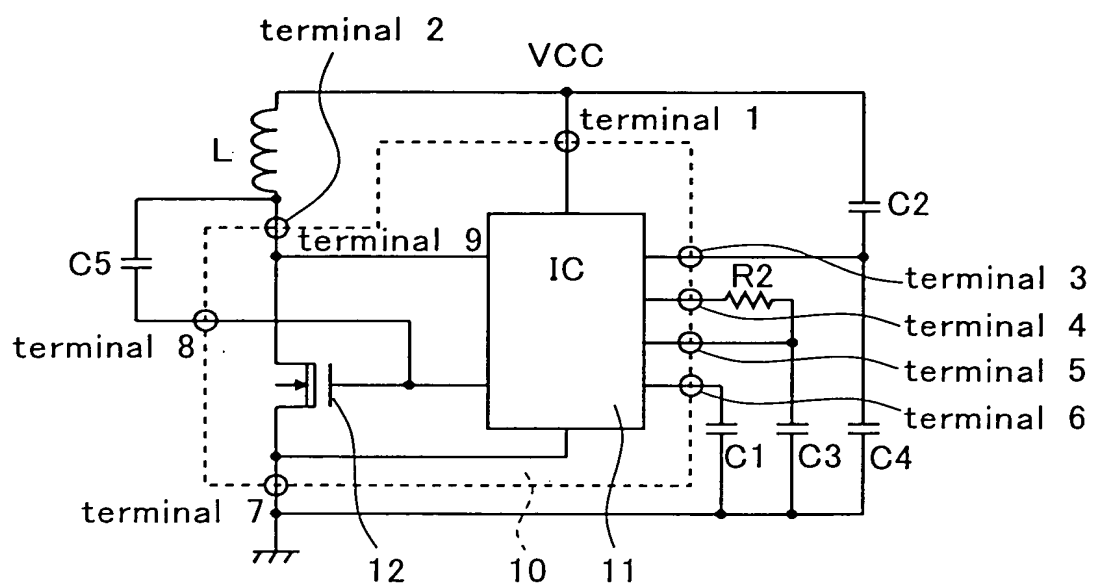 terminal 2
VCC
terminal 1
L
C2
terminal 9
C5
IC
R2
terminal 3
terminal 4
terminal 8
terminal 5
terminal 6
C1
C3
C4
terminal 7
12
10
11